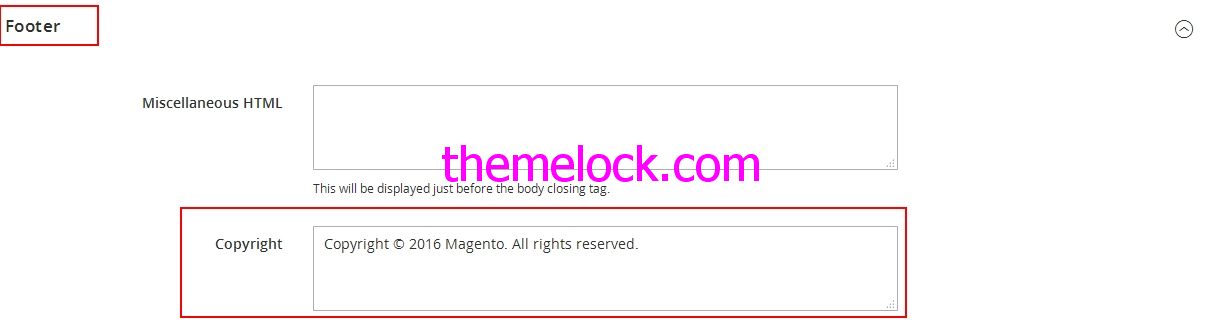 Footer
Miscellaneous HTML
themelock.com
This will be displayed just before the body closing tag.
Copyright
Copyright © 2016 Magento. All rights reserved.